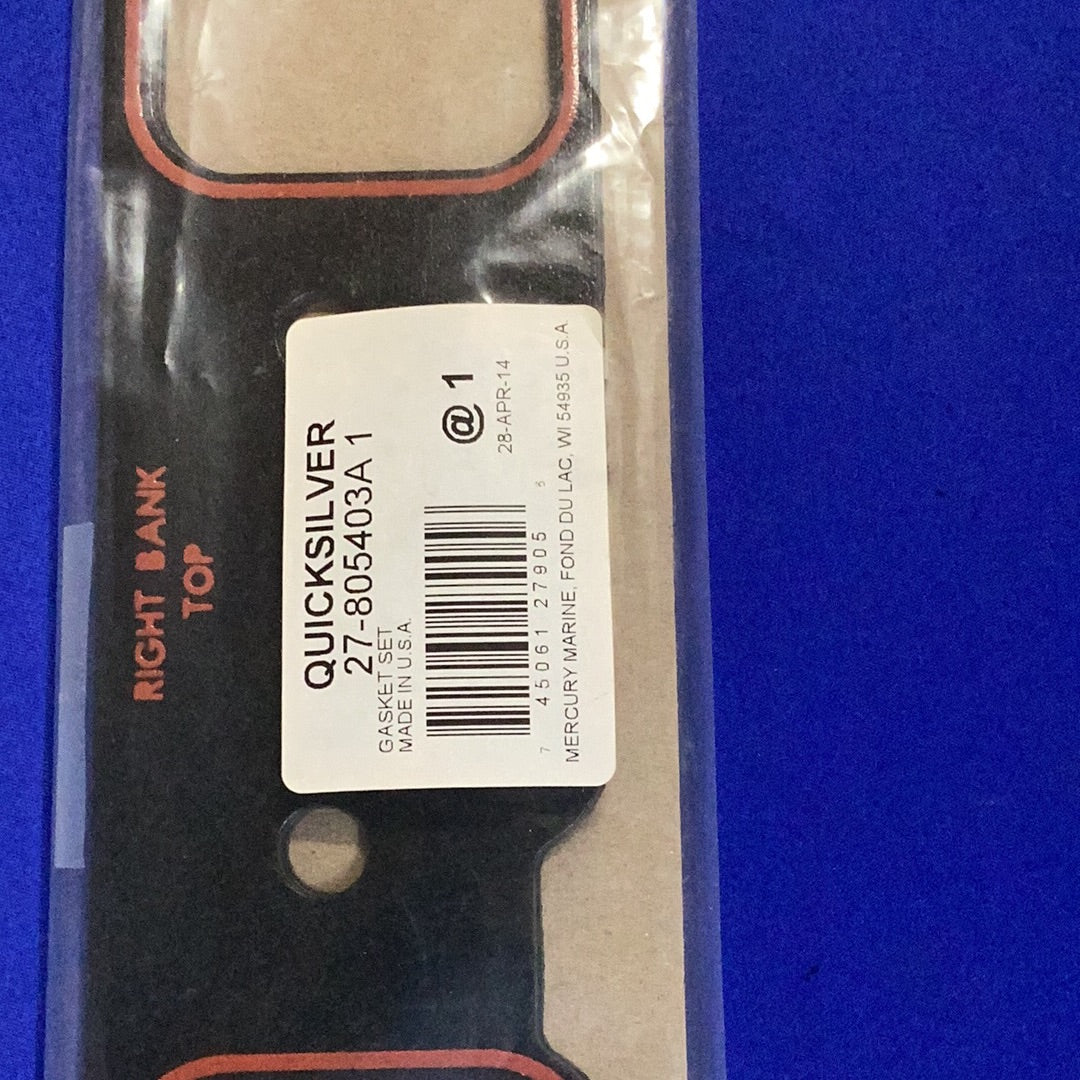 RIGHT BANK
TOP
QUICKSILVER
27-805403A 1
GASKET SET
MADE IN U.S.A.
@ 1
28-APR-14
7 45061 27905 6
MERCURY MARINE, FOND DU LAC, WI 54935 U.S.A.